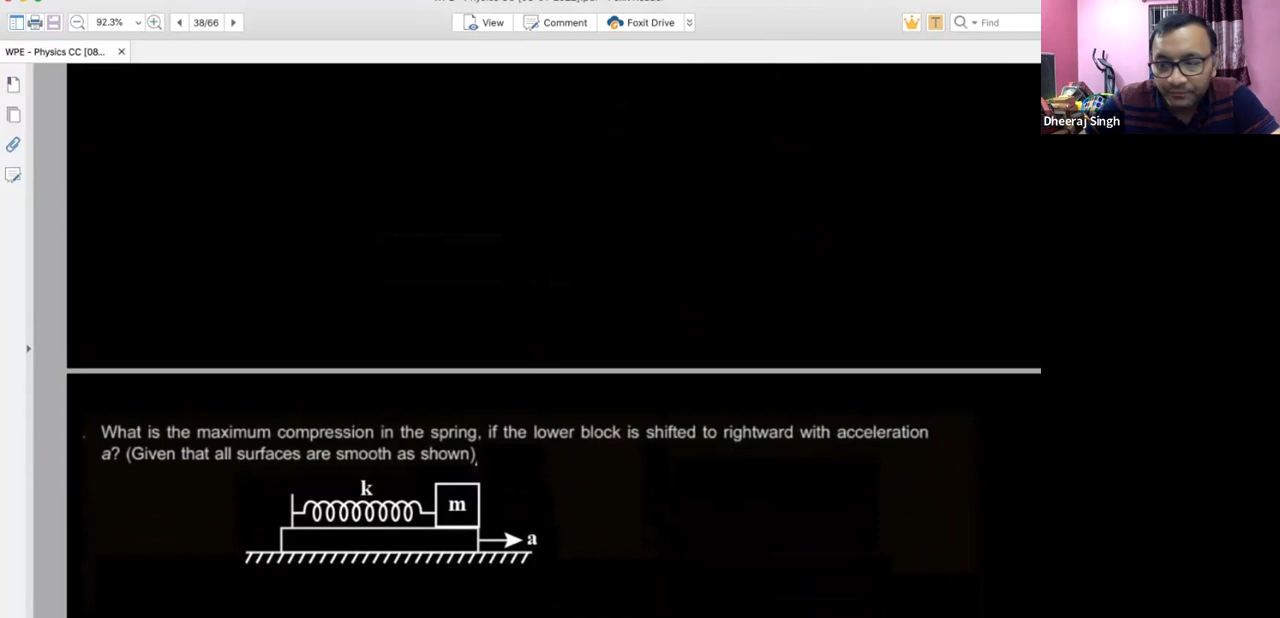 92.3%
38/66
View
Comment
Foxit Drive
T
Find
WPE - Physics CC [08...
Dheeraj Singh
What is the maximum compression in the spring, if the lower block is shifted to rightward with acceleration
a? (Given that all surfaces are smooth as shown)
k
m
a